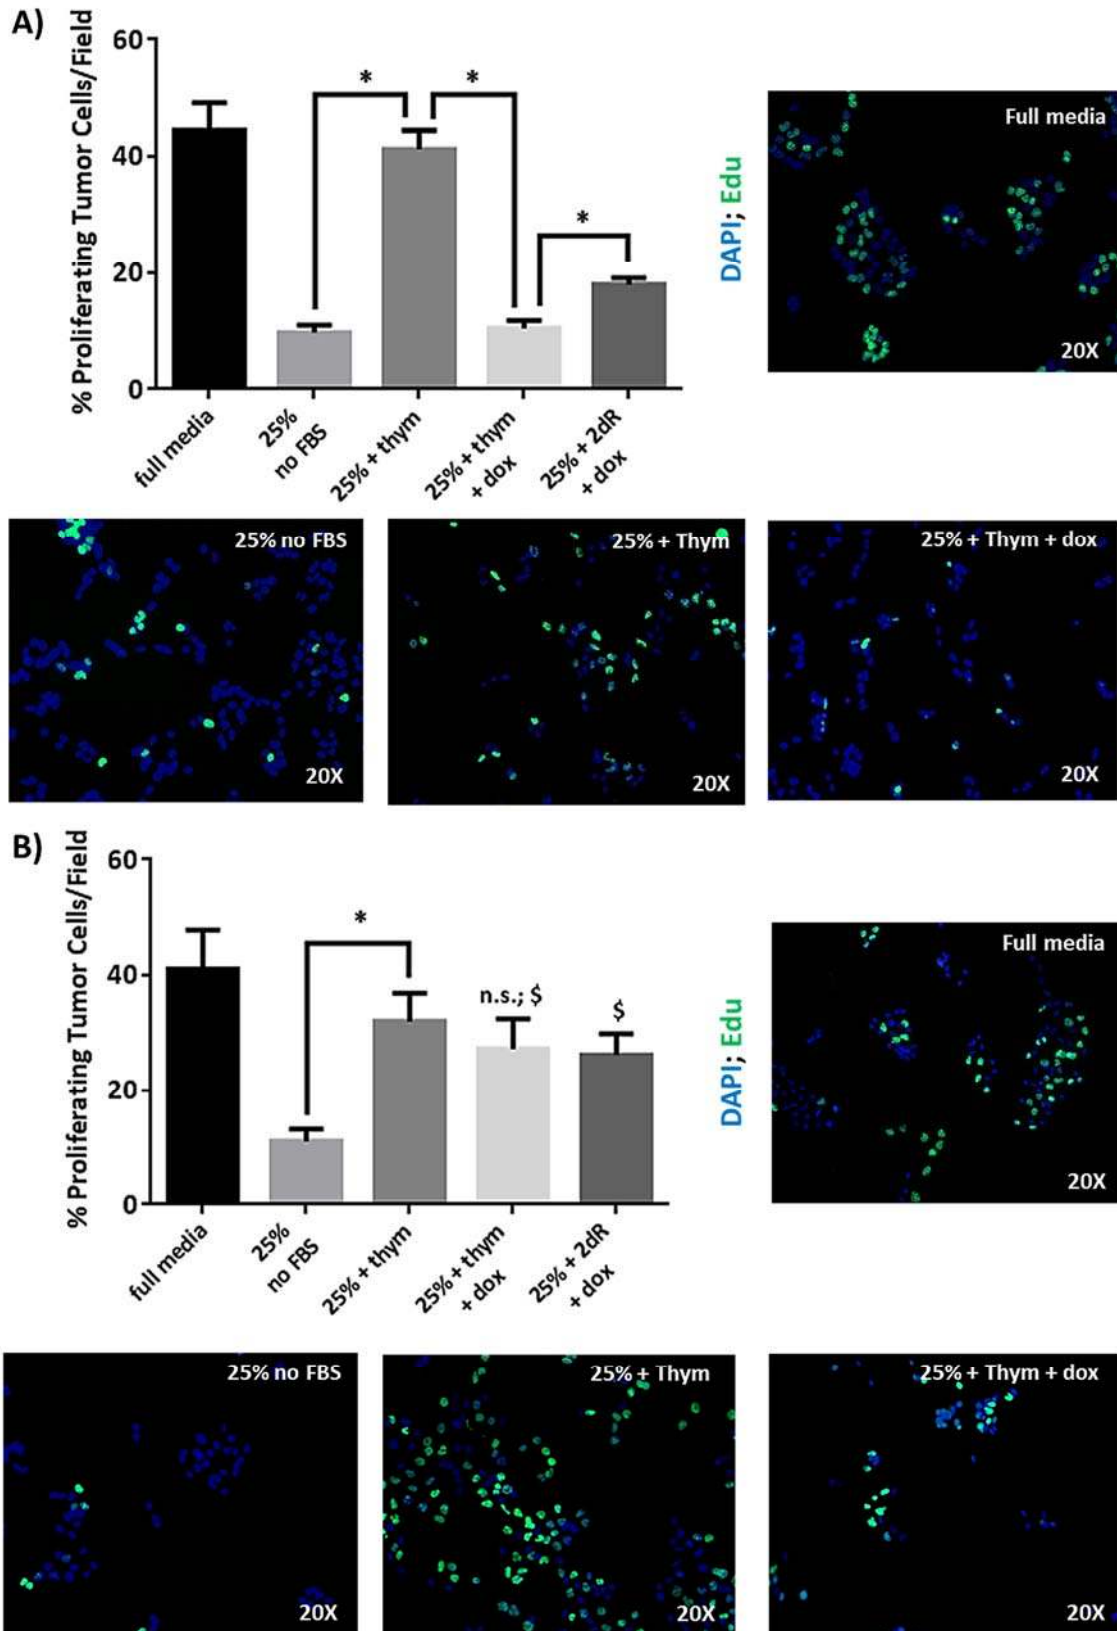 A)
% Proliferating Tumor Cells/Field
60
40
20
0
*
*
*
full media
25%
no FBS
25% + thym
25% + thym
+ dox
25% + 2dR
+ dox
DAPI; Edu
Full media
20X
25% no FBS
20X
25% + Thym
20X
25% + Thym + dox
20X
B)
% Proliferating Tumor Cells/Field
60
40
20
0
*
n.s.; $
$
full media
25%
no FBS
25% + thym
25% + thym
+ dox
25% + 2dR
+ dox
DAPI; Edu
Full media
20X
25% no FBS
20X
25% + Thym
20X
25% + Thym + dox
20X